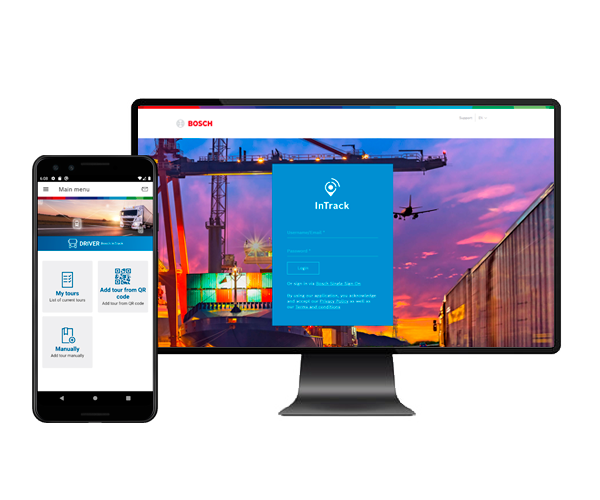 BOSCH
Support
EN
InTrack
Username/Email *
Password *
Login
Or sign in via Bosch Single Sign On
By using our application, you acknowledge
and accept our Privacy Policy as well as
our Terms and conditions
Main menu
DRIVER
My tours
List of current tours
Add tour from QR
code
Add tour from QR code
Manually
Add tour manually